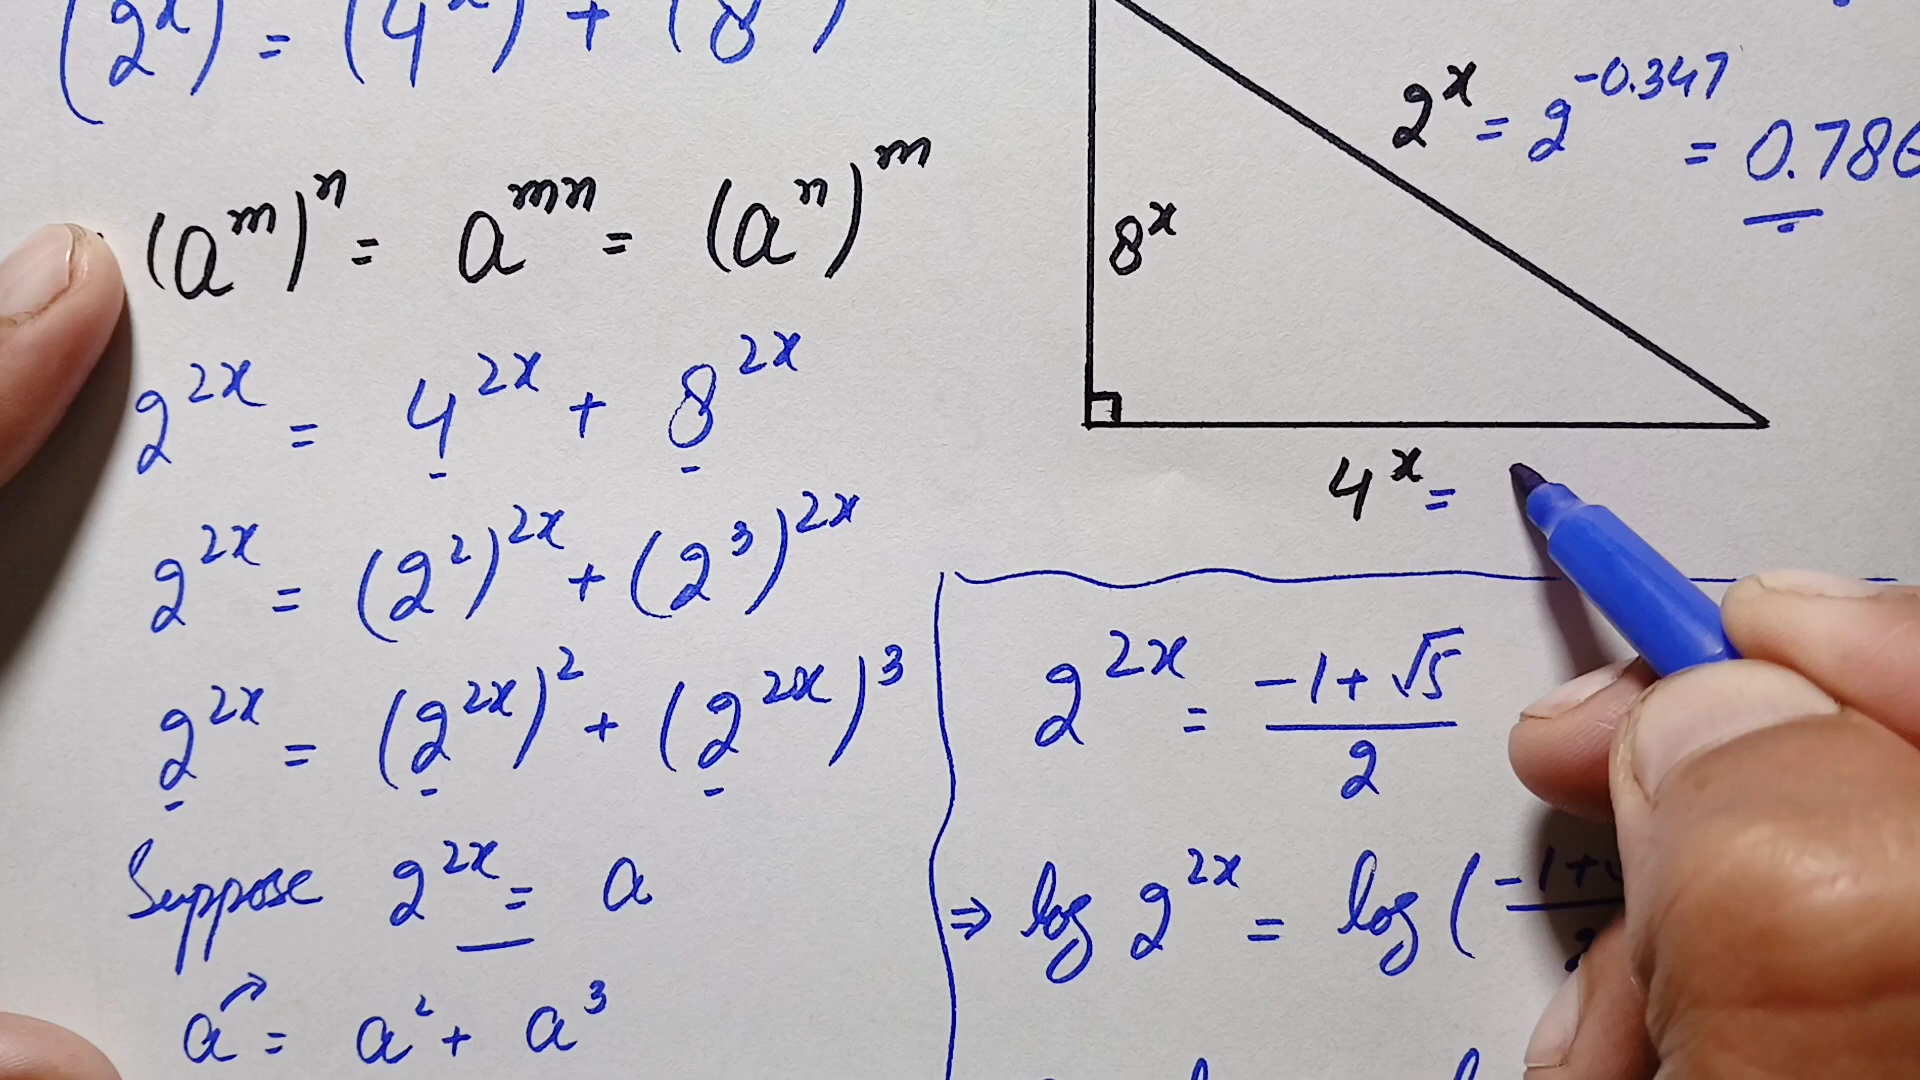 (2^x) = (4^x) + (8
(a^m)^n = a^mn = (a^n)^m
2^2x = 4^2x + 8^2x
2^2x = (2^2)^2x + (2^3)^2x
2^2x = (2^2x)^2 + (2^2x)^3
Suppose 2^2x = a
a = a^2 + a^3
2^x = 2^-0.347 = 0.786
8^x
4^x =
2^2x = (-1+√5)/2
⇒ log 2^2x = log (-1+